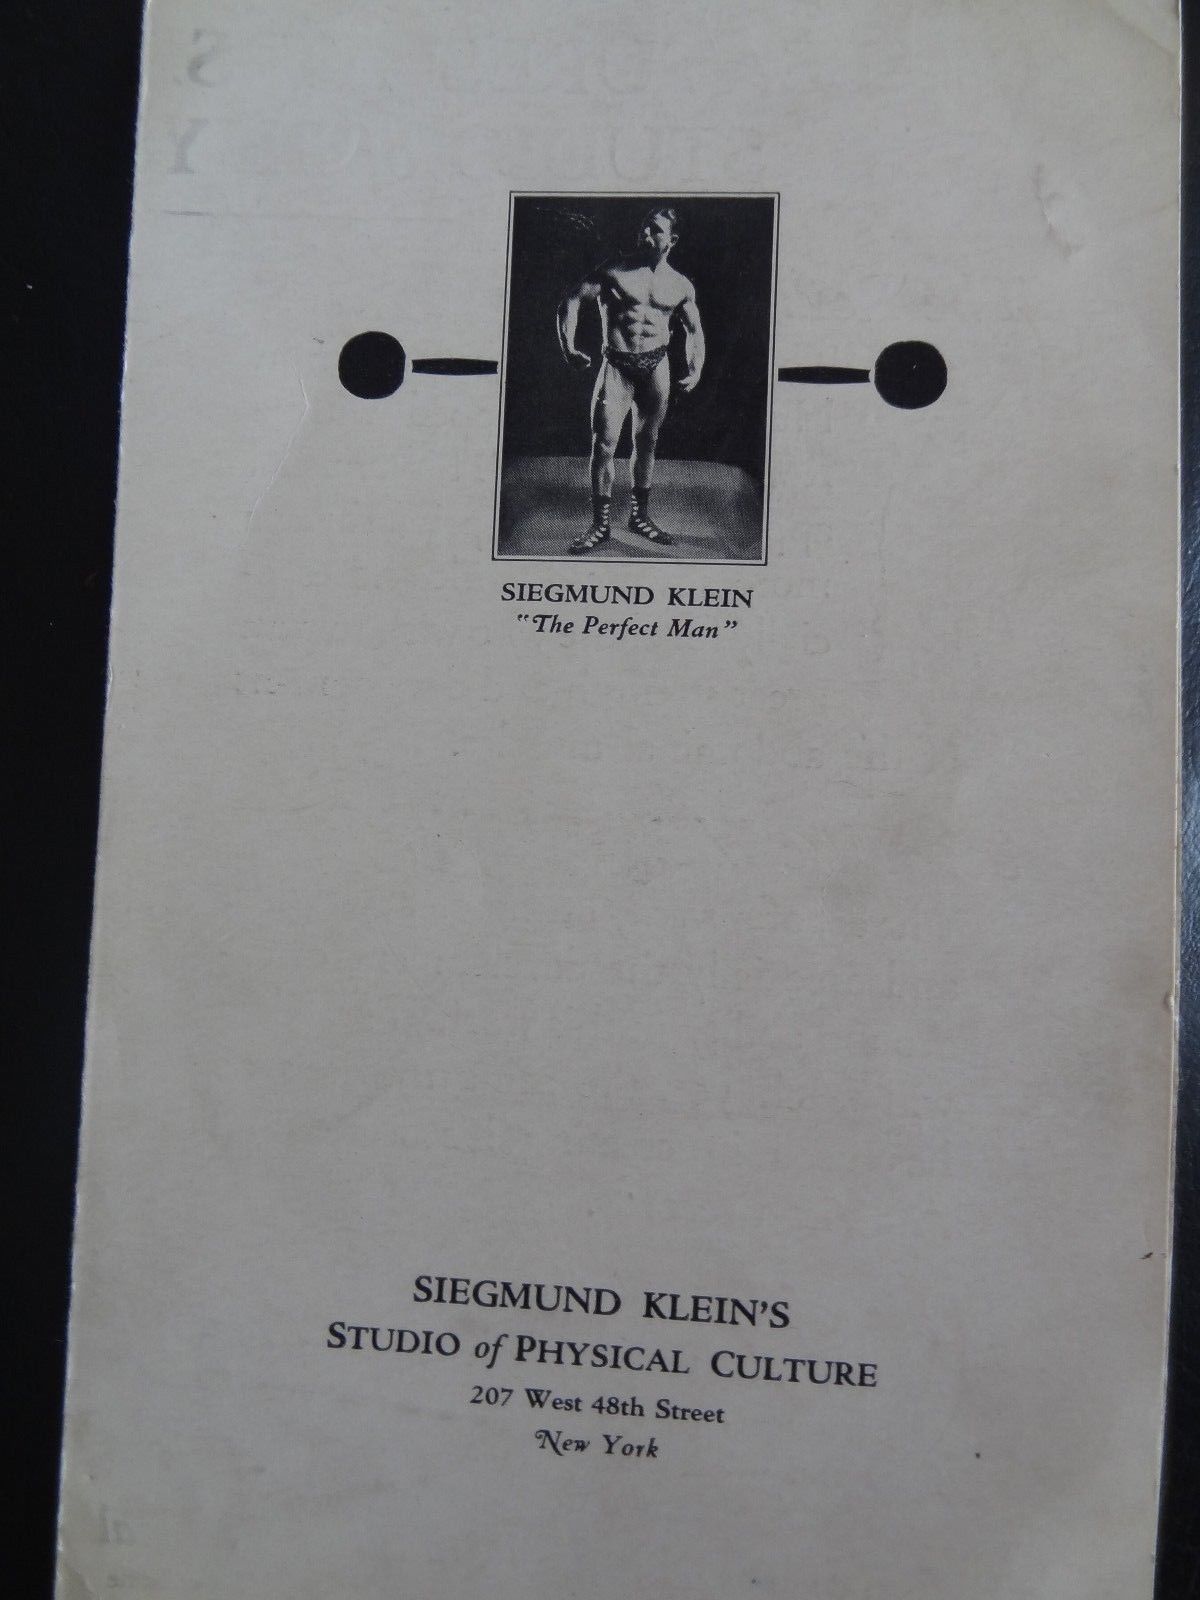 SIEGMUND KLEIN
"The Perfect Man"
SIEGMUND KLEIN'S
STUDIO of PHYSICAL CULTURE
207 West 48th Street
New York